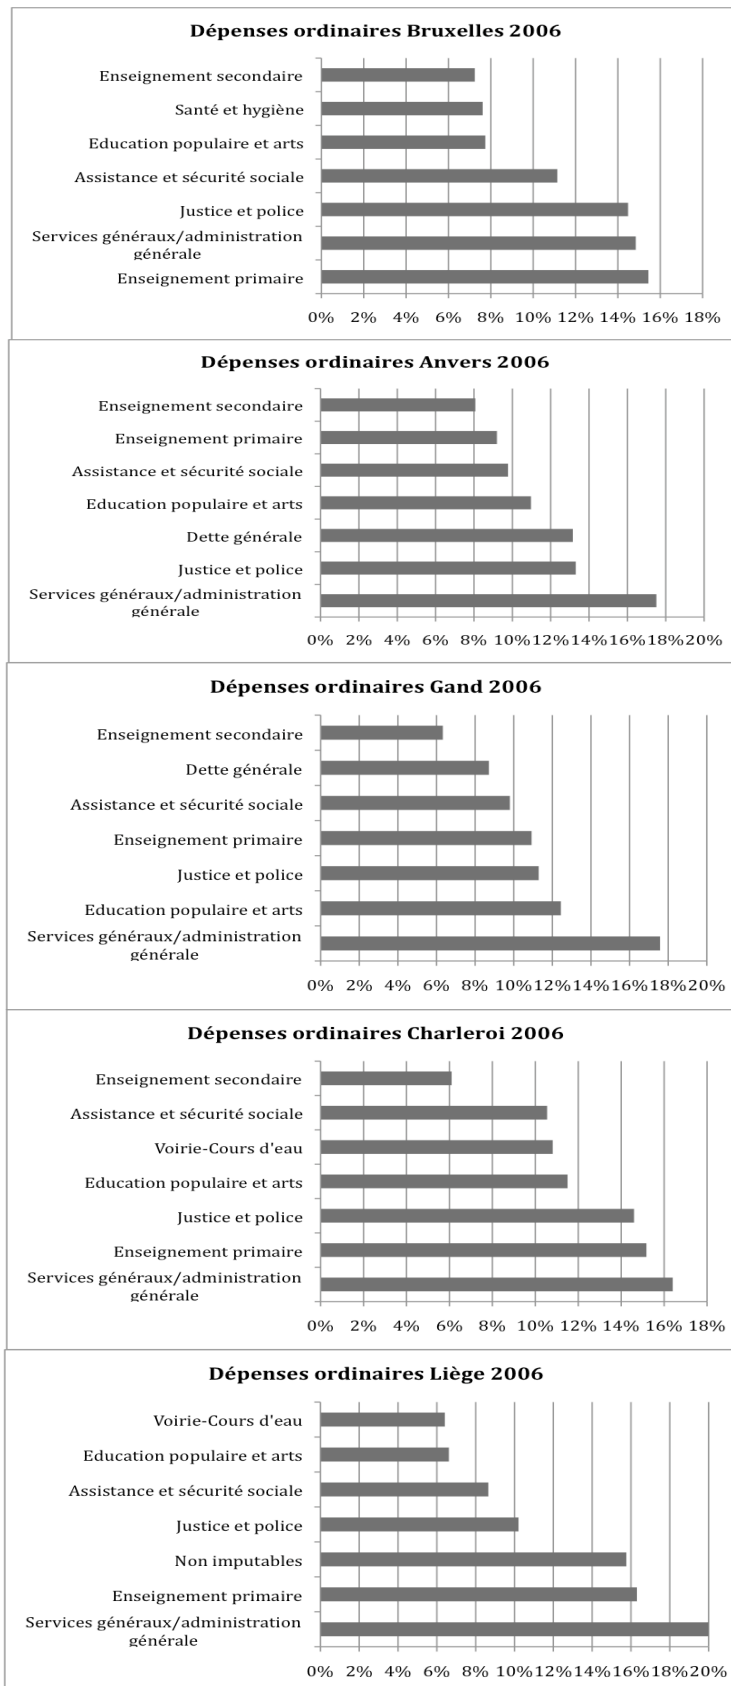 Dépenses ordinaires Bruxelles 2006
Enseignement secondaire
Santé et hygiène
Education populaire et arts
Assistance et sécurité sociale
Justice et police
Services généraux/administration
générale
Enseignement primaire
0% 2% 4% 6% 8% 10% 12% 14% 16% 18%
Dépenses ordinaires Anvers 2006
Enseignement secondaire
Enseignement primaire
Assistance et sécurité sociale
Education populaire et arts
Dette générale
Justice et police
Services généraux/administration
générale
0% 2% 4% 6% 8% 10% 12% 14% 16% 18% 20%
Dépenses ordinaires Gand 2006
Enseignement secondaire
Dette générale
Assistance et sécurité sociale
Enseignement primaire
Justice et police
Education populaire et arts
Services généraux/administration
générale
0% 2% 4% 6% 8% 10% 12% 14% 16% 18% 20%
Dépenses ordinaires Charleroi 2006
Enseignement secondaire
Assistance et sécurité sociale
Voirie-Cours d'eau
Education populaire et arts
Justice et police
Enseignement primaire
Services généraux/administration
générale
0% 2% 4% 6% 8% 10% 12% 14% 16% 18%
Dépenses ordinaires Liège 2006
Voirie-Cours d'eau
Education populaire et arts
Assistance et sécurité sociale
Justice et police
Non imputables
Enseignement primaire
Services généraux/administration
générale
0% 2% 4% 6% 8% 10% 12% 14% 16% 18% 20%